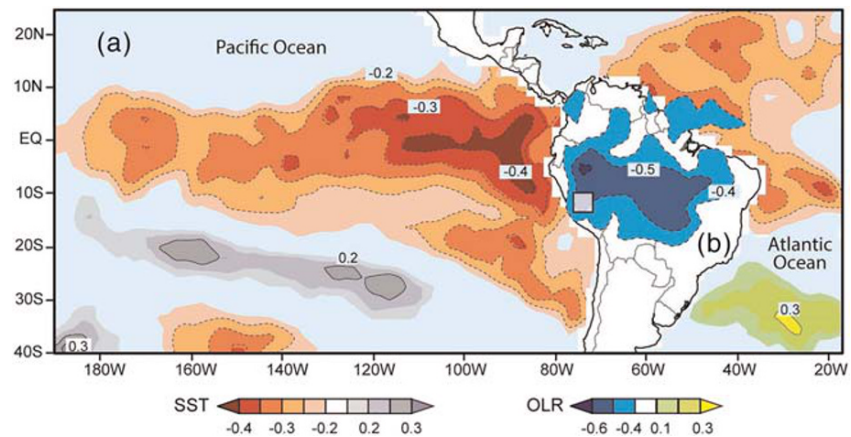 20N
(a)
Pacific Ocean
10N
-0.2
-0.3
EQ
-0.4
-0.5
-0.4
10S
20S
0.2
(b)
Atlantic
Ocean
30S
0.3
0.3
40S
180W 160W 140W 120W 100W 80W 60W 40W 20W
SST
-0.4 -0.3 -0.2 0.2 0.3
OLR
-0.6 -0.4 0.1 0.3